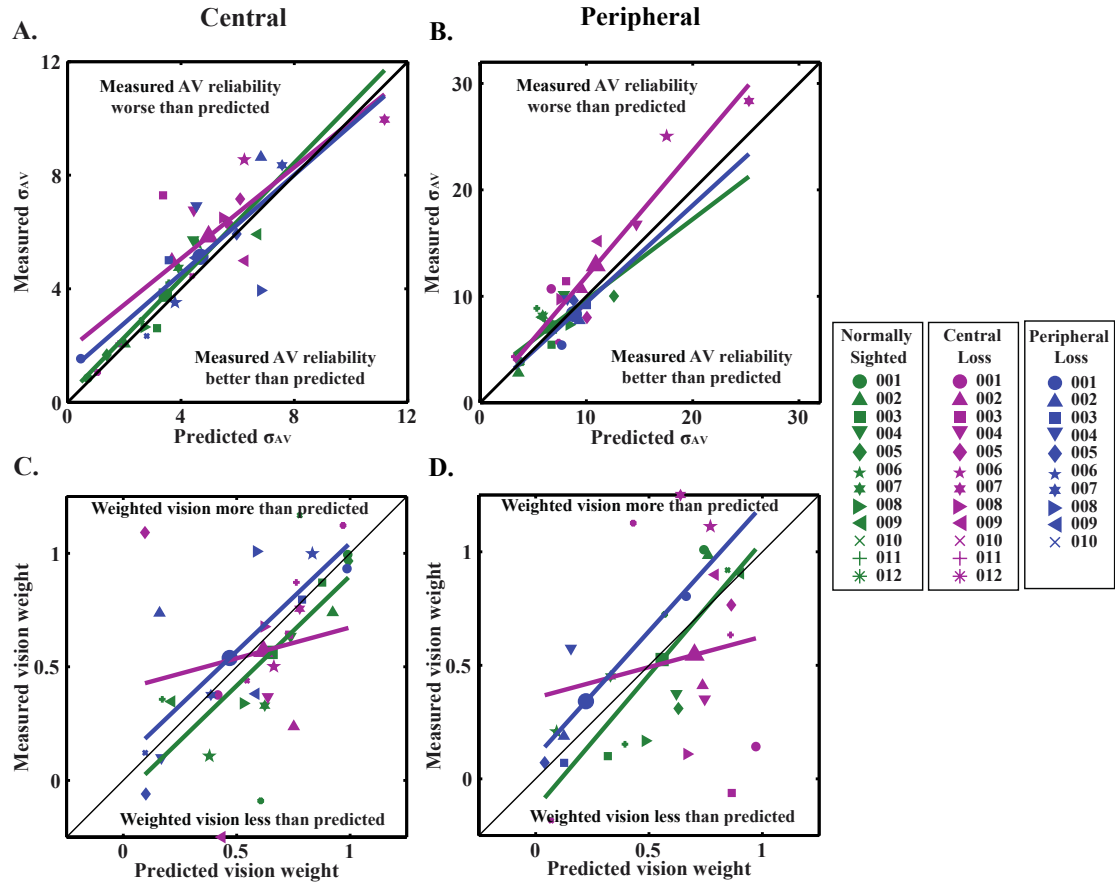 Central
Peripheral
A.
Measured AV reliability
worse than predicted
Measured AV reliability
better than predicted
Measured σAV
12
8
4
0
0
4
8
12
Predicted σAV
B.
Measured AV reliability
worse than predicted
Measured AV reliability
better than predicted
Measured σAV
30
20
10
0
0
10
20
30
Predicted σAV
C.
Weighted vision more than predicted
Weighted vision less than predicted
Measured vision weight
1
0.5
0
0
0.5
1
Predicted vision weight
D.
Weighted vision more than predicted
Weighted vision less than predicted
Measured vision weight
1
0.5
0
0
0.5
1
Predicted vision weight
Normally
Sighted
001
002
003
004
005
006
007
008
009
010
011
012
Central
Loss
001
002
003
004
005
006
007
008
009
010
011
012
Peripheral
Loss
001
002
003
004
005
006
007
008
009
010